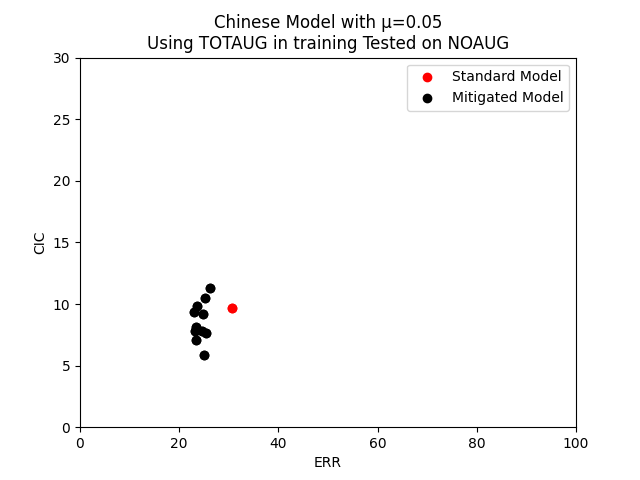 Chinese Model with μ=0.05
Using TOTAUG in training Tested on NOAUG
30
25
20
15
10
5
0
CIC
Standard Model
Mitigated Model
0 20 40 60 80 100
ERR